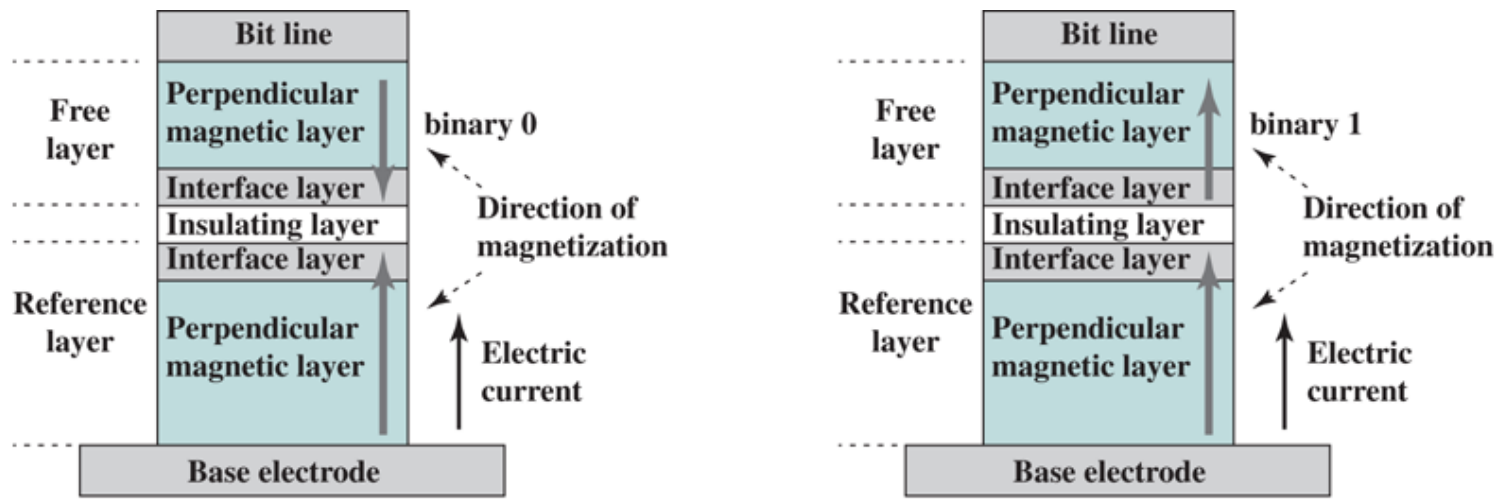 Bit line
Free
layer
Perpendicular
magnetic layer
binary 0
Interface layer
Insulating layer
Interface layer
Direction of
magnetization
Reference
layer
Perpendicular
magnetic layer
Electric
current
Base electrode
Bit line
Free
layer
Perpendicular
magnetic layer
binary 1
Interface layer
Insulating layer
Interface layer
Direction of
magnetization
Reference
layer
Perpendicular
magnetic layer
Electric
current
Base electrode